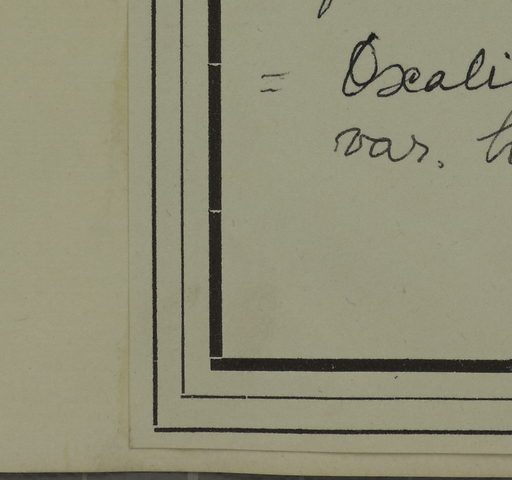 = Oxali
var. b